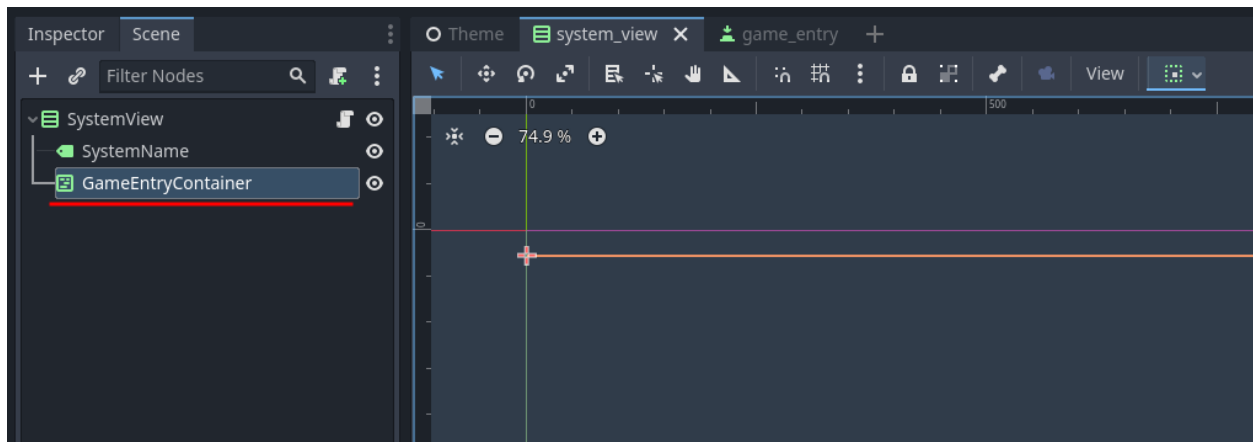 Inspector Scene
Theme system_view game_entry
Filter Nodes
View
SystemView
SystemName
GameEntryContainer
0 500
74.9 %
0